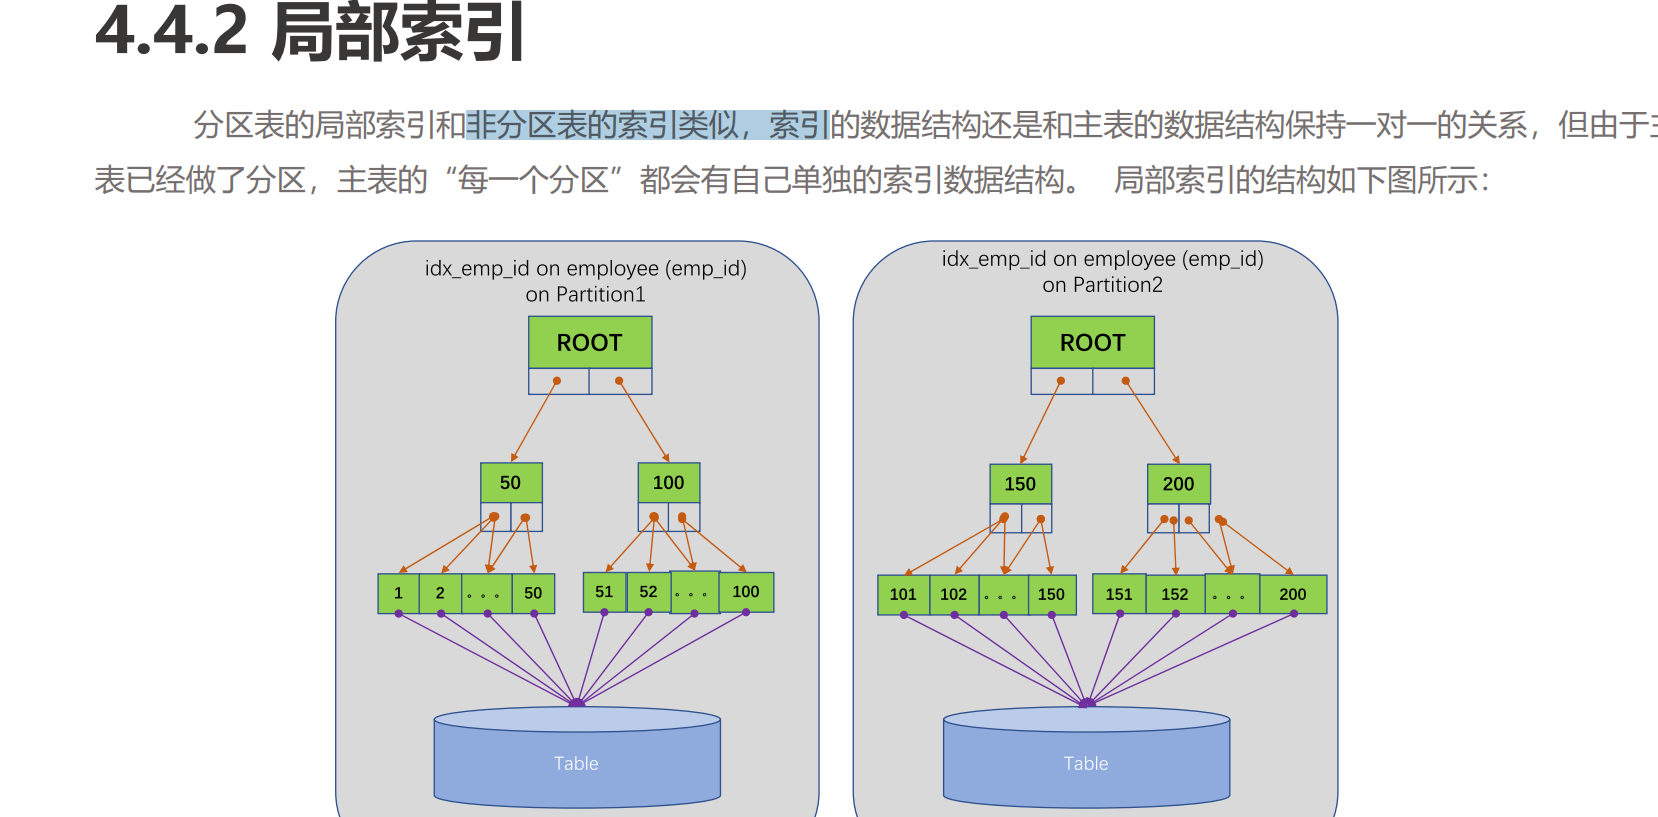 4.4.2 局部索引
分区表的局部索引和非分区表的索引类似，索引的数据结构还是和主表的数据结构保持一对一的关系，但由于主
表已经做了分区，主表的“每一个分区”都会有自己单独的索引数据结构。 局部索引的结构如下图所示：
idx_emp_id on employee (emp_id)
on Partition1
ROOT
50
100
1 2 。。。 50
51 52 。。。 100
Table
idx_emp_id on employee (emp_id)
on Partition2
ROOT
150
200
101 102 。。。 150
151 152 。。。 200
Table